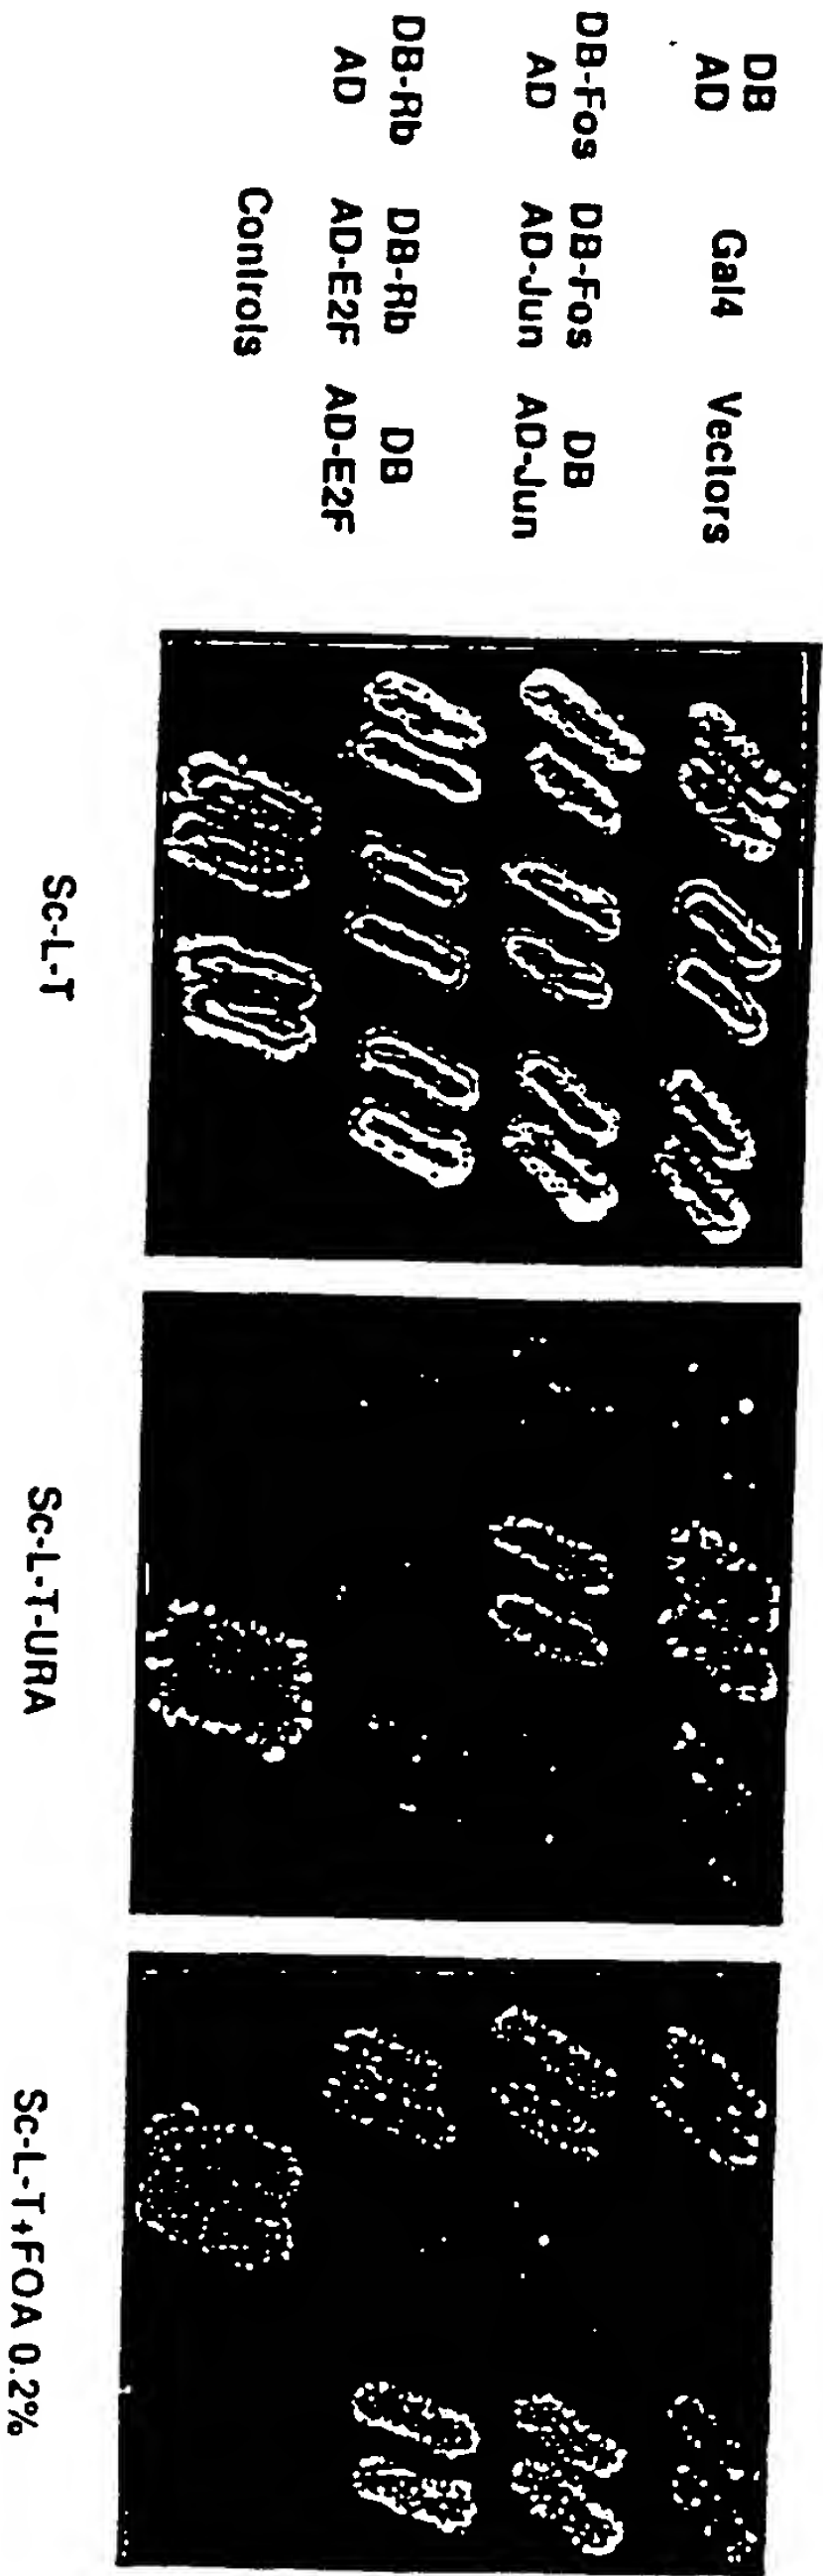 DB Gal4 Vectors
AD
DB-Fos DB-Fos DB
AD AD-Jun AD-Jun
DB-Rb DB-Rb DB
AD AD-E2F AD-E2F
Controls
Sc-L-T
Sc-L-T-URA
Sc-L-T+FOA 0.2%